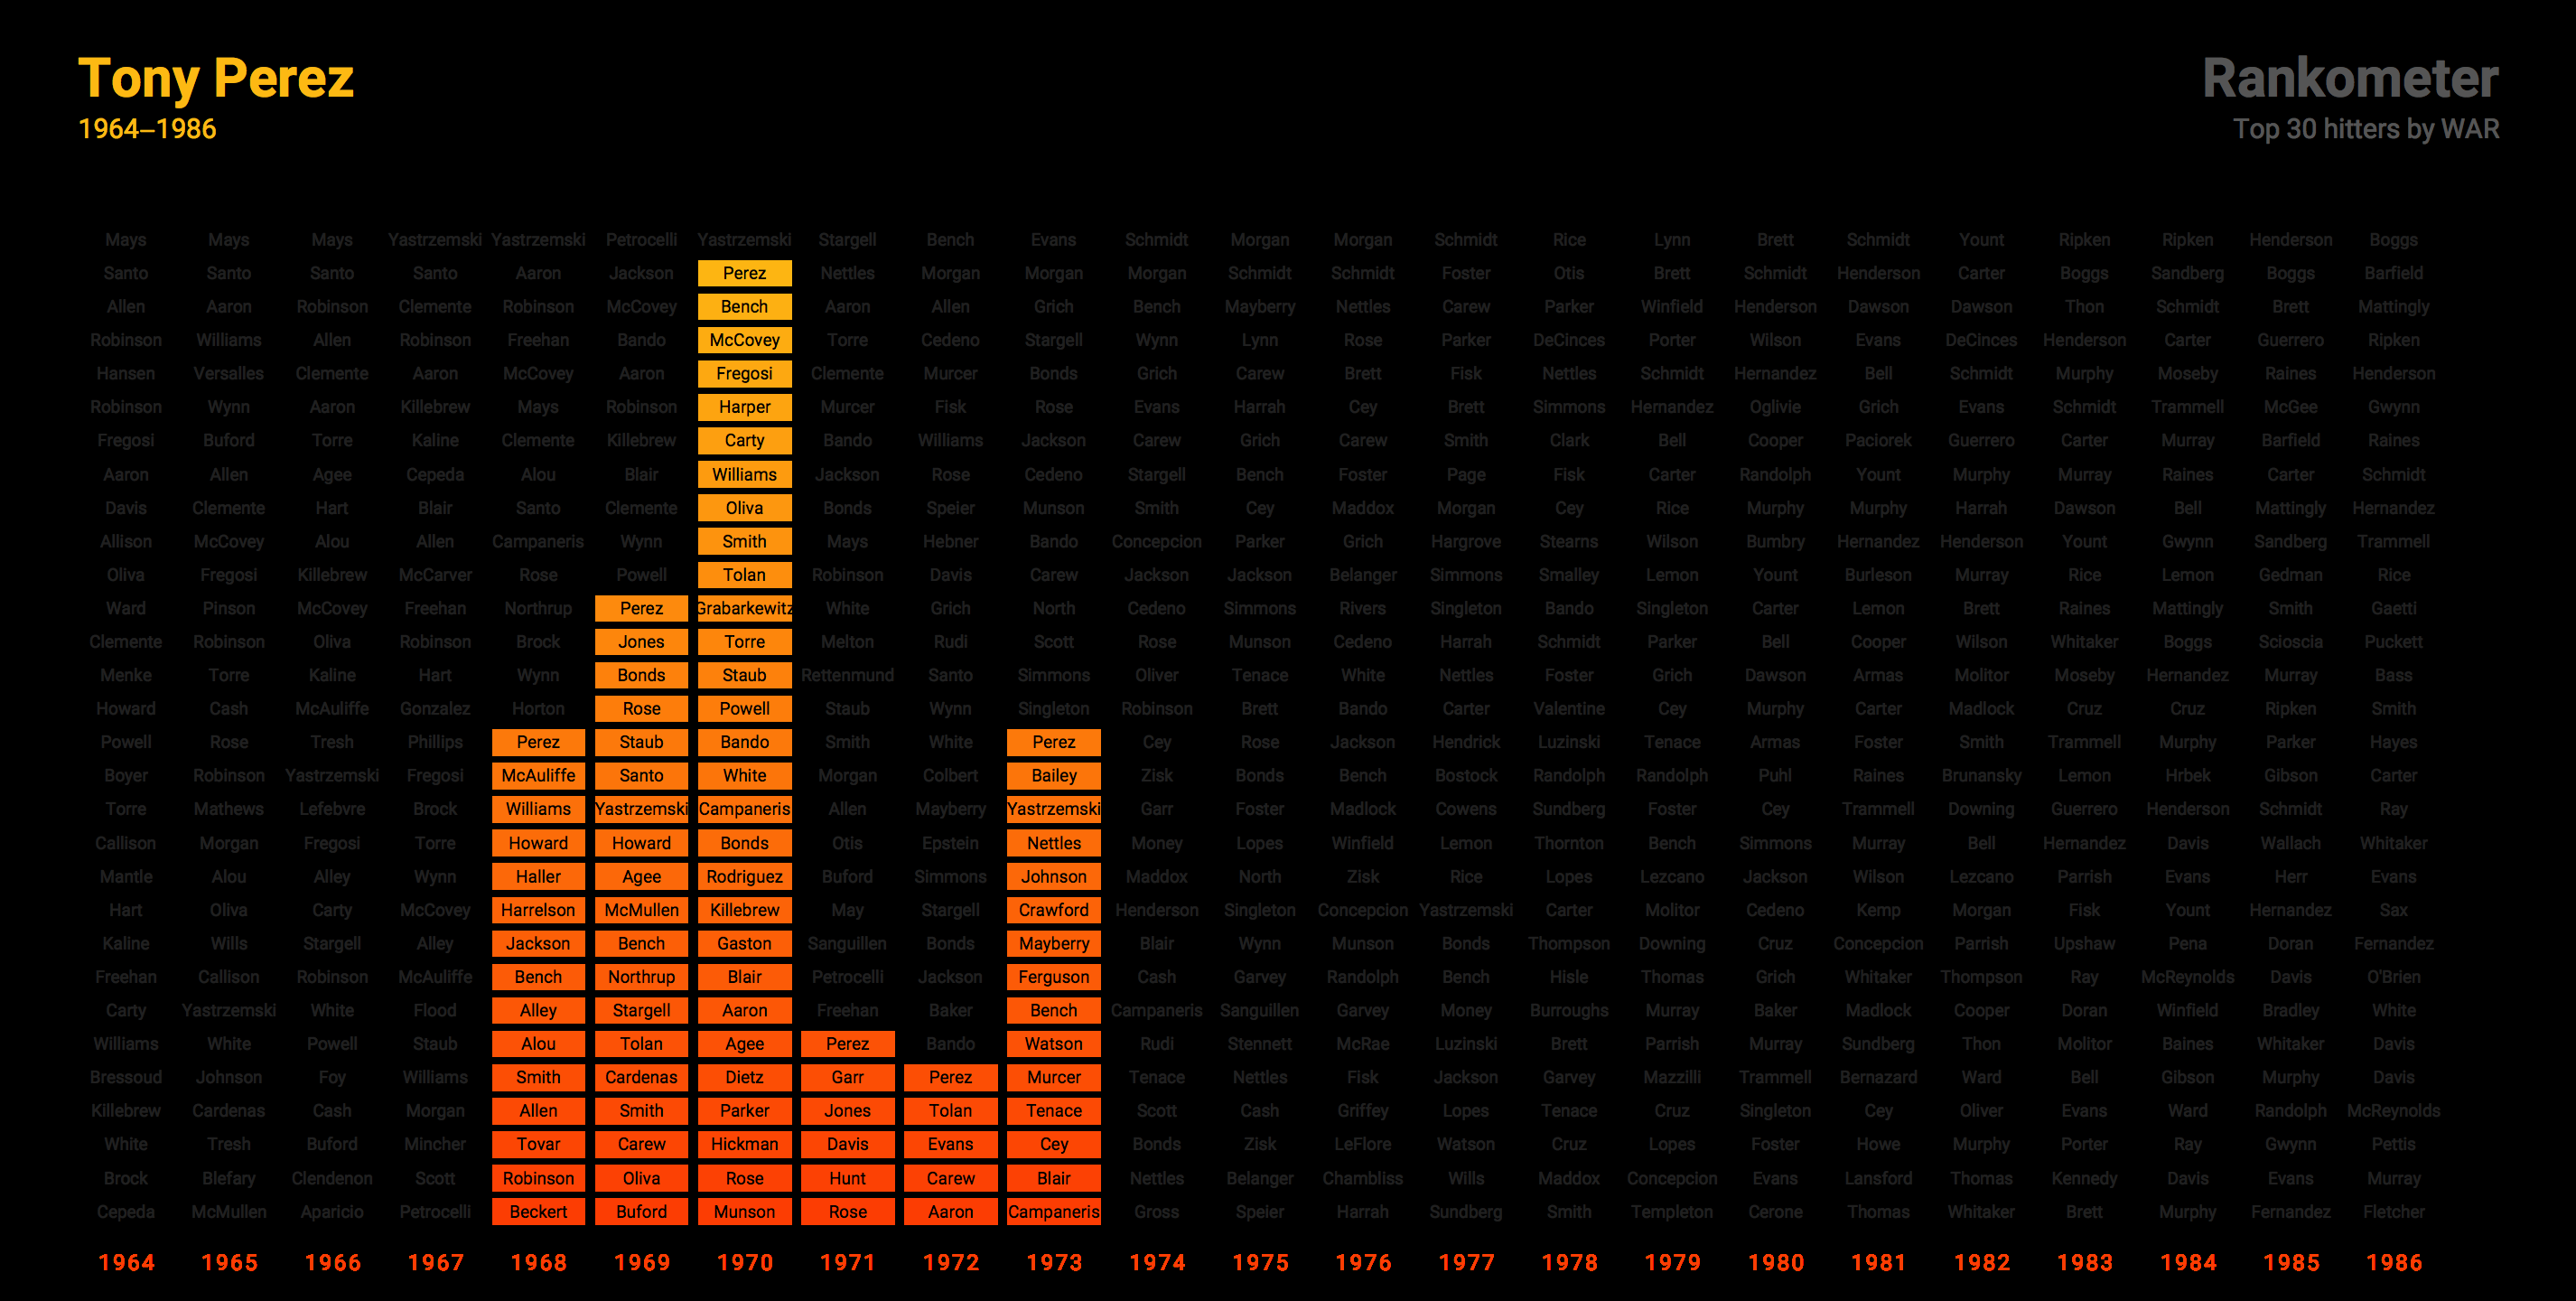 Tony Perez
1964–1986
Rankometer
Top 30 hitters by WAR
Mays Mays Mays Yastrzemski Yastrzemski Petrocelli Yastrzemski Stargell Bench Evans Schmidt Morgan Morgan Schmidt Rice Lynn Brett Schmidt Yount Ripken Ripken Henderson Boggs
Santo Santo Santo Santo Aaron Jackson Perez Nettles Morgan Morgan Morgan Schmidt Schmidt Foster Otis Brett Schmidt Henderson Carter Boggs Sandberg Boggs Barfield
Allen Aaron Robinson Clemente Robinson McCovey Bench Aaron Allen Grich Bench Mayberry Nettles Carew Parker Winfield Henderson Dawson Dawson Thon Schmidt Brett Mattingly
Robinson Williams Allen Robinson Freehan Bando McCovey Torre Cedeno Stargell Wynn Lynn Rose Parker DeCinces Porter Wilson Evans DeCinces Henderson Carter Guerrero Ripken
Hansen Versalles Clemente Aaron McCovey Aaron Fregosi Clemente Murcer Bonds Grich Carew Brett Fisk Nettles Schmidt Hernandez Bell Schmidt Murphy Moseby Raines Henderson
Robinson Wynn Aaron Killebrew Mays Robinson Harper Murcer Fisk Rose Evans Harrah Cey Brett Simmons Hernandez Oglivie Grich Evans Schmidt Trammell McGee Gwynn
Fregosi Buford Torre Kaline Clemente Killebrew Carty Bando Williams Jackson Carew Grich Carew Smith Clark Bell Cooper Paciorek Guerrero Carter Murray Barfield Raines
Aaron Allen Agee Cepeda Alou Blair Williams Jackson Rose Cedeno Stargell Bench Foster Page Fisk Carter Randolph Yount Murphy Murray Raines Carter Schmidt
Davis Clemente Hart Blair Santo Clemente Oliva Bonds Speier Munson Smith Cey Maddox Morgan Cey Rice Murphy Murphy Harrah Dawson Bell Mattingly Hernandez
Allison McCovey Alou Allen Campaneris Wynn Smith Mays Hebner Bando Concepcion Parker Grich Hargrove Stearns Wilson Bumbry Hernandez Henderson Yount Gwynn Sandberg Trammell
Oliva Fregosi Killebrew McCarver Rose Powell Tolan Robinson Davis Carew Jackson Jackson Belanger Simmons Smalley Lemon Yount Burleson Murray Rice Lemon Gedman Rice
Ward Pinson McCovey Freehan Northrup Perez Grabarkewitz White Grich North Cedeno Simmons Rivers Singleton Bando Singleton Carter Lemon Brett Raines Mattingly Smith Gaetti
Clemente Robinson Oliva Robinson Brock Jones Torre Melton Rudi Scott Rose Munson Cedeno Harrah Schmidt Parker Bell Cooper Wilson Whitaker Boggs Scioscia Puckett
Menke Torre Kaline Hart Wynn Bonds Staub Rettenmund Santo Simmons Oliver Tenace White Nettles Foster Grich Dawson Armas Molitor Moseby Hernandez Murray Bass
Howard Cash McAuliffe Gonzalez Horton Rose Powell Staub Wynn Singleton Robinson Brett Bando Carter Valentine Cey Murphy Carter Madlock Cruz Cruz Ripken Smith
Powell Rose Tresh Phillips Perez Staub Bando Smith White Perez Cey Rose Jackson Hendrick Luzinski Tenace Armas Foster Smith Trammell Murphy Parker Hayes
Boyer Robinson Yastrzemski Fregosi McAuliffe Santo White Morgan Colbert Bailey Zisk Bonds Bench Bostock Randolph Randolph Puhl Raines Brunansky Lemon Hrbek Gibson Carter
Torre Mathews Lefebvre Brock Williams Yastrzemski Campaneris Allen Mayberry Yastrzemski Garr Foster Madlock Cowens Sundberg Foster Cey Trammell Downing Guerrero Henderson Schmidt Ray
Callison Morgan Fregosi Torre Howard Howard Bonds Otis Epstein Nettles Money Lopes Winfield Lemon Thornton Bench Simmons Murray Bell Hernandez Davis Wallach Whitaker
Mantle Alou Alley Wynn Haller Agee Rodriguez Buford Simmons Johnson Maddox North Zisk Rice Lopes Lezcano Jackson Wilson Lezcano Parrish Evans Herr Evans
Hart Oliva Carty McCovey Harrelson McMullen Killebrew May Stargell Crawford Henderson Singleton Concepcion Yastrzemski Carter Molitor Cedeno Kemp Morgan Fisk Yount Hernandez Sax
Kaline Wills Stargell Alley Jackson Bench Gaston Sanguillen Bonds Mayberry Blair Wynn Munson Bonds Thompson Downing Cruz Concepcion Parrish Upshaw Pena Doran Fernandez
Freehan Callison Robinson McAuliffe Bench Northrup Blair Petrocelli Jackson Ferguson Cash Garvey Randolph Bench Hisle Thomas Grich Whitaker Thompson Ray McReynolds Davis O'Brien
Carty Yastrzemski White Flood Alley Stargell Aaron Freehan Baker Bench Campaneris Sanguillen Garvey Money Burroughs Murray Baker Madlock Cooper Doran Winfield Bradley White
Williams White Powell Staub Alou Tolan Agee Perez Bando Watson Rudi Stennett McRae Luzinski Brett Parrish Murray Sundberg Thon Molitor Baines Whitaker Davis
Bressoud Johnson Foy Williams Smith Cardenas Dietz Garr Perez Murcer Tenace Nettles Fisk Jackson Garvey Mazzilli Trammell Bernazard Ward Bell Gibson Murphy Davis
Killebrew Cardenas Cash Morgan Allen Smith Parker Jones Tolan Tenace Scott Cash Griffey Lopes Tenace Cruz Singleton Cey Oliver Evans Ward Randolph McReynolds
White Tresh Buford Mincher Tovar Carew Hickman Davis Evans Cey Bonds Zisk LeFlore Watson Cruz Lopes Foster Howe Murphy Porter Ray Gwynn Pettis
Brock Blefary Clendenon Scott Robinson Oliva Rose Hunt Carew Blair Nettles Belanger Chambliss Wills Maddox Concepcion Evans Lansford Thomas Kennedy Davis Evans Murray
Cepeda McMullen Aparicio Petrocelli Beckert Buford Munson Rose Aaron Campaneris Gross Speier Harrah Sundberg Smith Templeton Cerone Thomas Whitaker Brett Murphy Fernandez Fletcher
1964 1965 1966 1967 1968 1969 1970 1971 1972 1973 1974 1975 1976 1977 1978 1979 1980 1981 1982 1983 1984 1985 1986